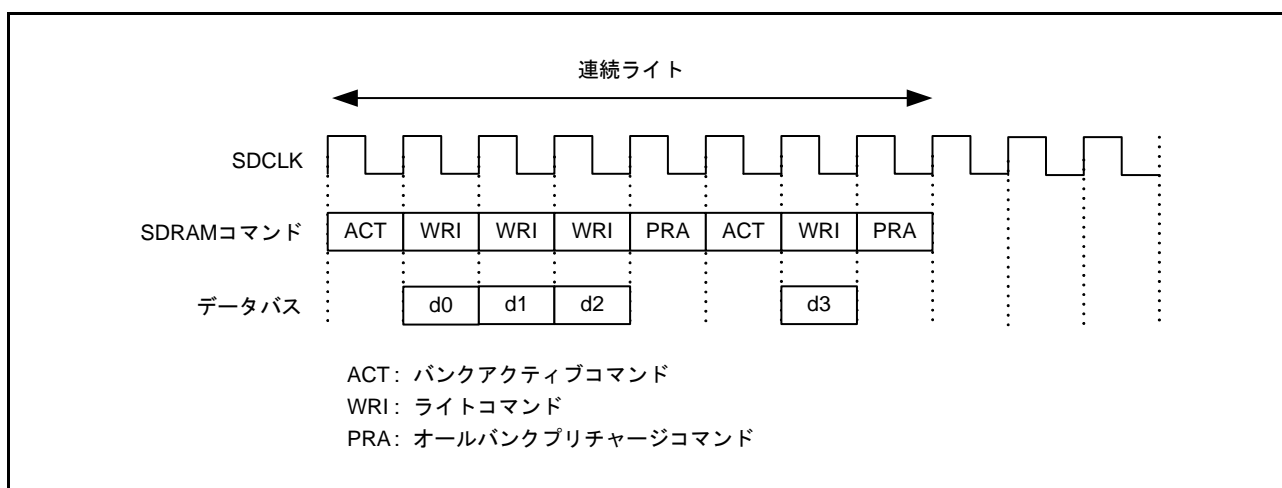 連続ライト
SDCLK
SDRAMコマンド ACT WRI WRI WRI PRA ACT WRI PRA
データバス d0 d1 d2 d3
ACT : バンクアクティブコマンド
WRI : ライトコマンド
PRA : オールバンクプリチャージコマンド